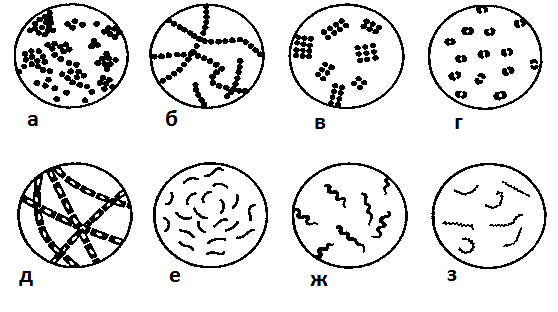 а б в г
д е ж з